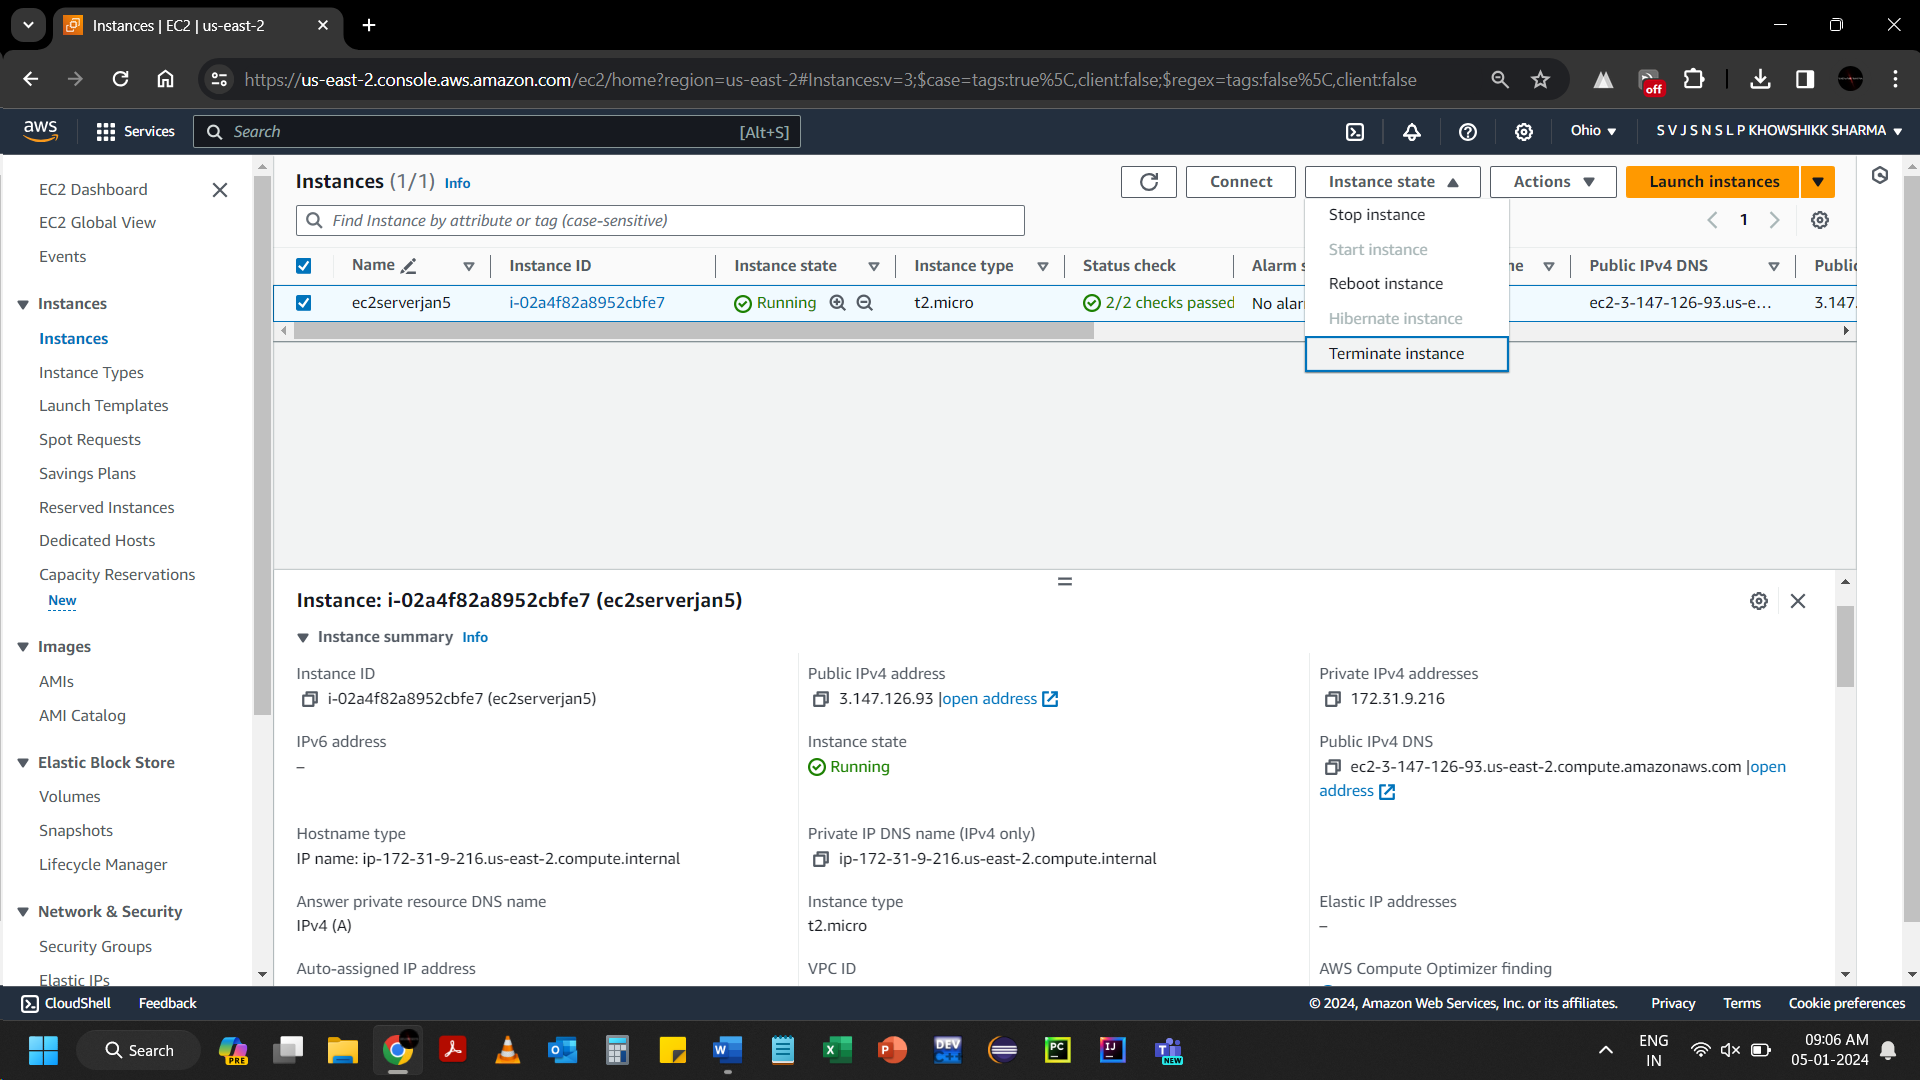 Instances | EC2 | us-east-2
https://us-east-2.console.aws.amazon.com/ec2/home?region=us-east-2#Instances:v=3;$case=tags:true%5C,client:false;$regex=tags:false%5C,client:false
off
aws
Services
Search [Alt+S]
Ohio
S V J S N S L P KHOWSHIKK SHARMA
EC2 Dashboard
EC2 Global View
Events
Instances
Instances
Instance Types
Launch Templates
Spot Requests
Savings Plans
Reserved Instances
Dedicated Hosts
Capacity Reservations
New
Images
AMIs
AMI Catalog
Elastic Block Store
Volumes
Snapshots
Lifecycle Manager
Network & Security
Security Groups
Elastic IPs
Instances (1/1) Info
Connect
Instance state
Actions
Launch instances
Find Instance by attribute or tag (case-sensitive)
1
Stop instance
Start instance
Reboot instance
Hibernate instance
Terminate instance
Name Instance ID Instance state Instance type Status check Alarm s ne Public IPv4 DNS Public
ec2serverjan5 i-02a4f82a8952cbfe7 Running t2.micro 2/2 checks passed No alar ec2-3-147-126-93.us-e... 3.147.
Instance: i-02a4f82a8952cbfe7 (ec2serverjan5)
Instance summary Info
Instance ID
i-02a4f82a8952cbfe7 (ec2serverjan5)
Public IPv4 address
3.147.126.93 |open address
Private IPv4 addresses
172.31.9.216
IPv6 address
–
Instance state
Running
Public IPv4 DNS
ec2-3-147-126-93.us-east-2.compute.amazonaws.com |open
address
Hostname type
IP name: ip-172-31-9-216.us-east-2.compute.internal
Private IP DNS name (IPv4 only)
ip-172-31-9-216.us-east-2.compute.internal
Answer private resource DNS name
IPv4 (A)
Instance type
t2.micro
Elastic IP addresses
–
Auto-assigned IP address
VPC ID
AWS Compute Optimizer finding
CloudShell Feedback
© 2024, Amazon Web Services, Inc. or its affiliates. Privacy Terms Cookie preferences
Search
PRE
DEV
C++
PC
IJ
NEW
ENG
IN
09:06 AM
05-01-2024